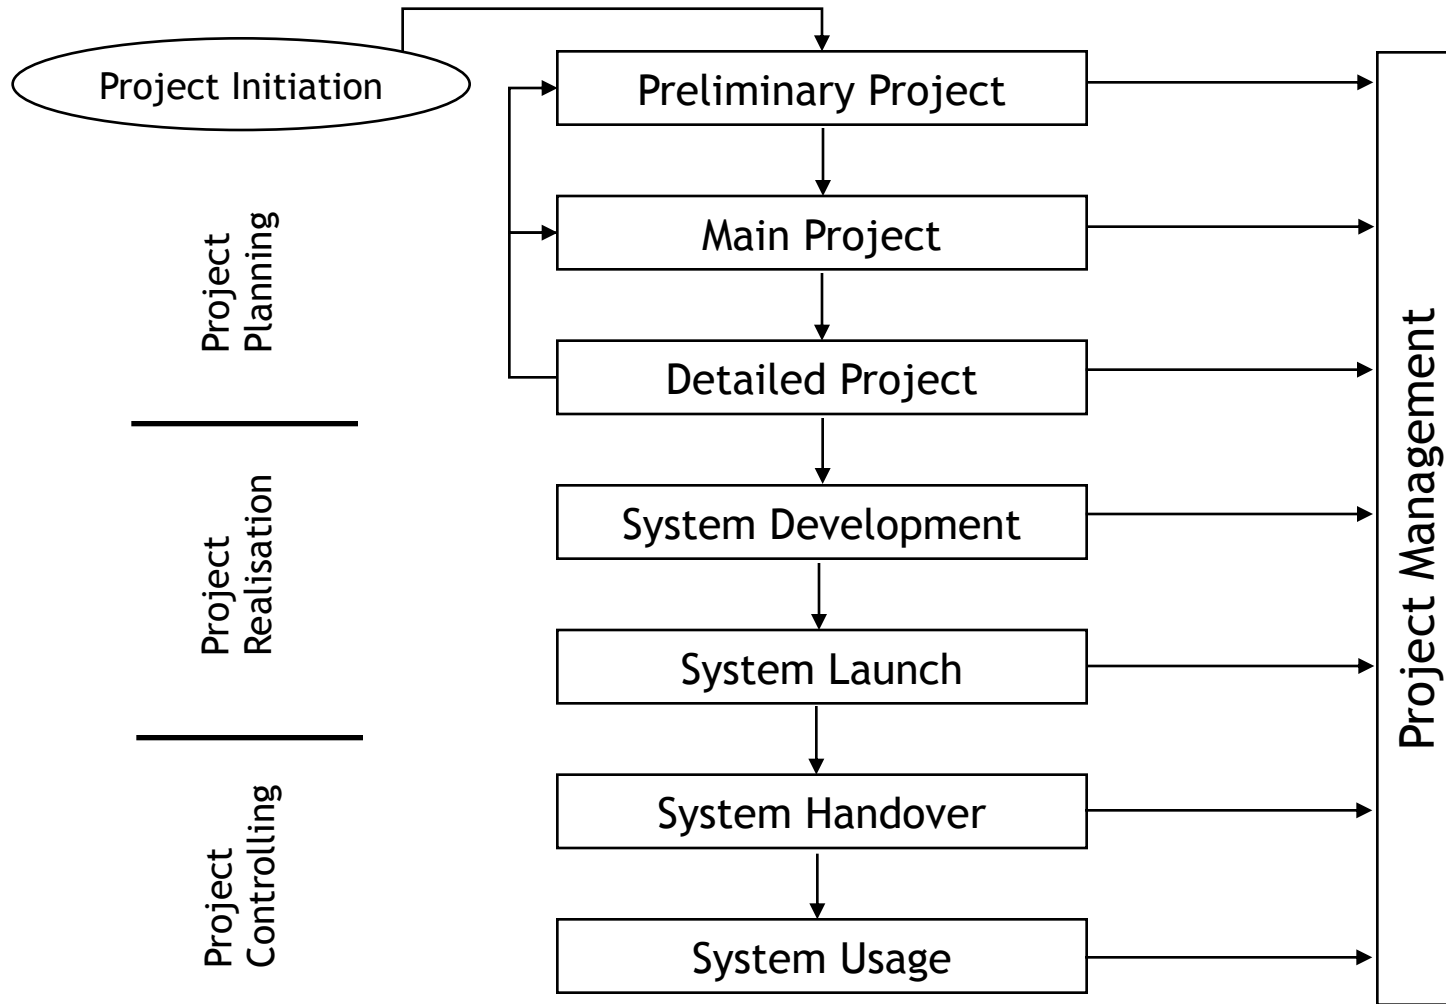 Project Initiation
Preliminary Project
Main Project
Project
Planning
Detailed Project
System Development
Project
Realisation
System Launch
System Handover
Project
Controlling
System Usage
Project Management